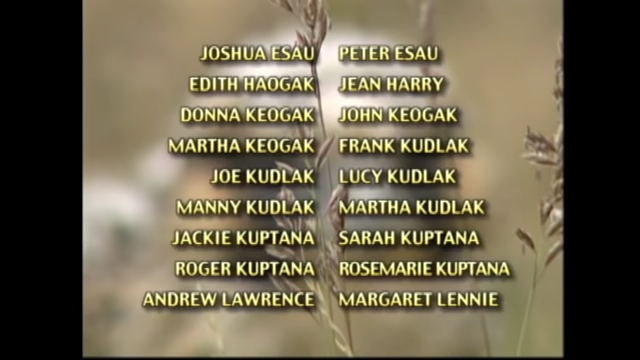 JOSHUA ESAU PETER ESAU
EDITH HAOGAK JEAN HARRY
DONNA KEOGAK JOHN KEOGAK
MARTHA KEOGAK FRANK KUDLAK
JOE KUDLAK LUCY KUDLAK
MANNY KUDLAK MARTHA KUDLAK
JACKIE KUPTANA SARAH KUPTANA
ROGER KUPTANA ROSEMARIE KUPTANA
ANDREW LAWRENCE MARGARET LENNIE